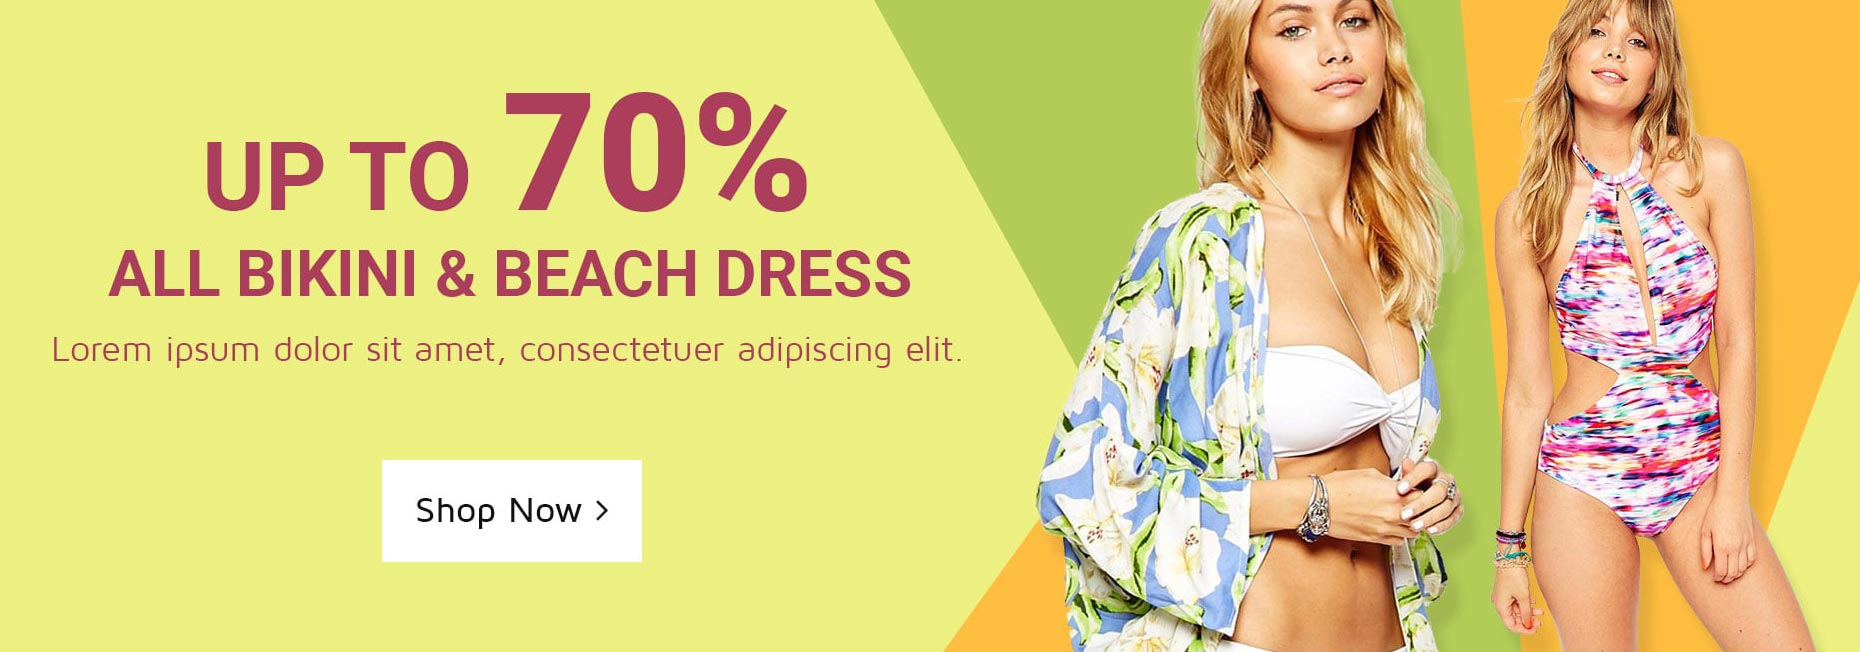 UP TO 70%
ALL BIKINI & BEACH DRESS
Lorem ipsum dolor sit amet, consectetuer adipiscing elit.
Shop Now >